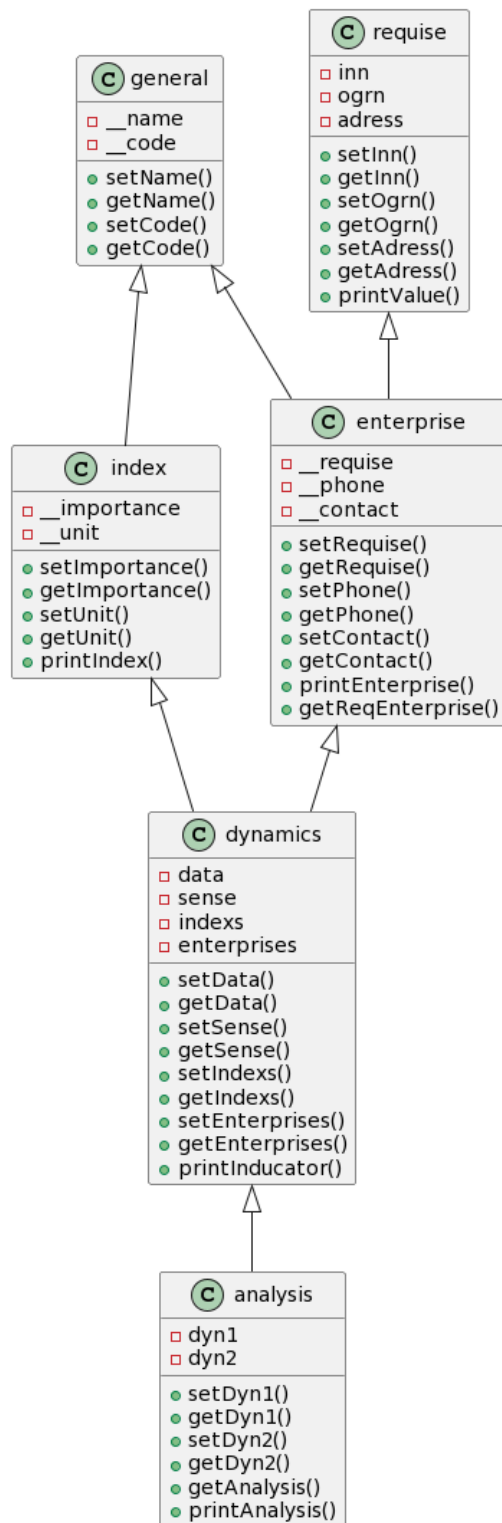 C requise
inn
ogrn
adress
setInn()
getInn()
setOgrn()
getOgrn()
setAdress()
getAdress()
printValue()
C general
__name
__code
setName()
getName()
setCode()
getCode()
C index
__importance
__unit
setImportance()
getImportance()
setUnit()
getUnit()
printIndex()
C enterprise
__requise
__phone
__contact
setRequise()
getRequise()
setPhone()
getPhone()
setContact()
getContact()
printEnterprise()
getReqEnterprise()
C dynamics
data
sense
indexs
enterprises
setData()
getData()
setSense()
getSense()
setIndexs()
getIndexs()
setEnterprises()
getEnterprises()
printInducator()
C analysis
dyn1
dyn2
setDyn1()
getDyn1()
setDyn2()
getDyn2()
getAnalysis()
printAnalysis()